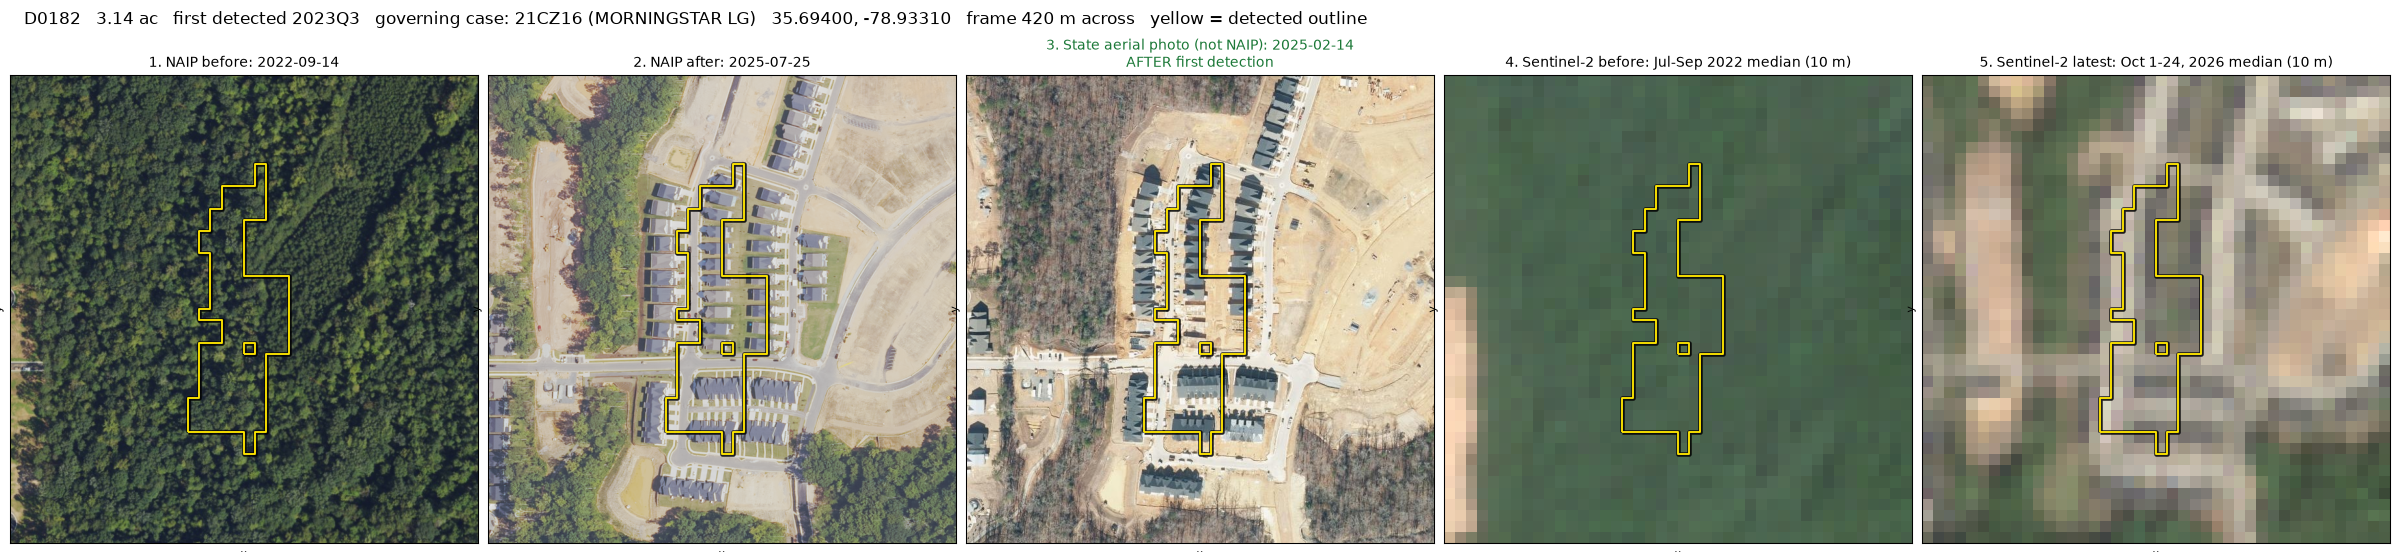 D0182 3.14 ac first detected 2023Q3 governing case: 21CZ16 (MORNINGSTAR LG) 35.69400, -78.93310 frame 420 m across yellow = detected outline
1. NAIP before: 2022-09-14
2. NAIP after: 2025-07-25
3. State aerial photo (not NAIP): 2025-02-14
AFTER first detection
4. Sentinel-2 before: Jul-Sep 2022 median (10 m)
5. Sentinel-2 latest: Oct 1-24, 2026 median (10 m)